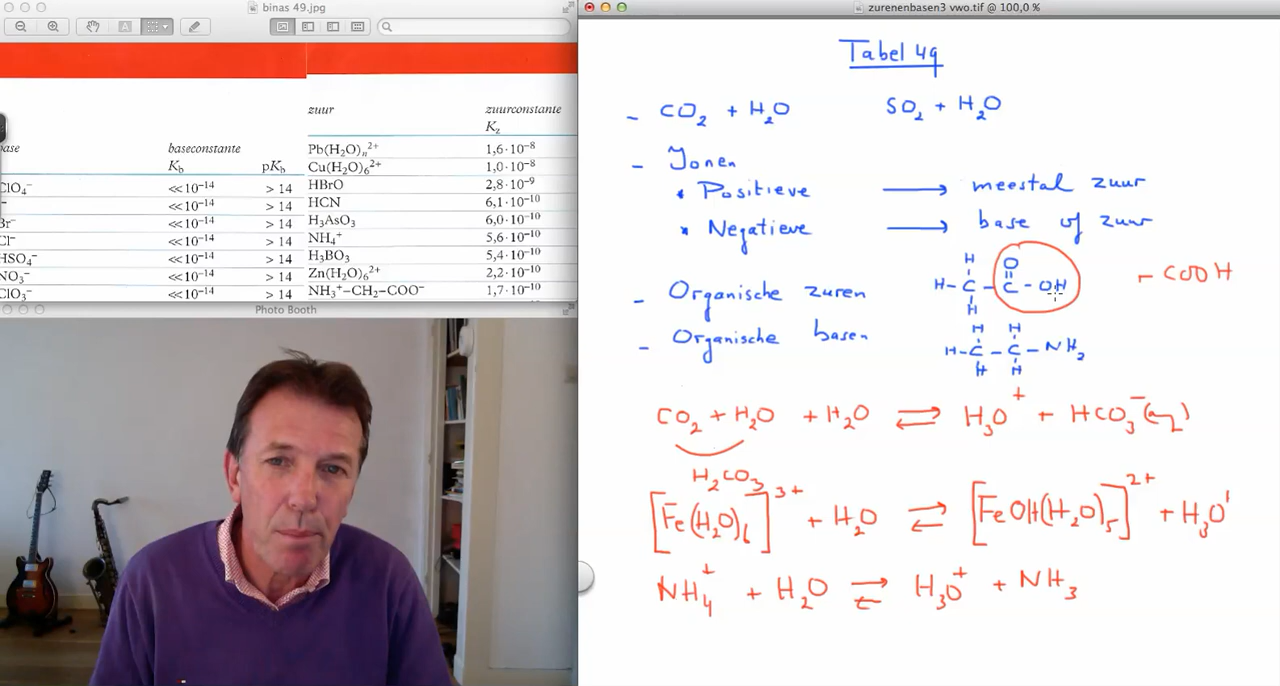 binas 49.jpg
zuur zuurconstante
K_z
base baseconstante
K_b pK_b
ClO₄⁻ ≪10⁻¹⁴ > 14
≪10⁻¹⁴ > 14
Br⁻ ≪10⁻¹⁴ > 14
Cl⁻ ≪10⁻¹⁴ > 14
HSO₄⁻ ≪10⁻¹⁴ > 14
NO₃⁻ ≪10⁻¹⁴ > 14
ClO₃⁻ ≪10⁻¹⁴ > 14
Pb(H₂O)ₙ²⁺ 1,6·10⁻⁸
Cu(H₂O)₆²⁺ 1,0·10⁻⁸
HBrO 2,8·10⁻⁹
HCN 6,1·10⁻¹⁰
H₃AsO₃ 6,0·10⁻¹⁰
NH₄⁺ 5,6·10⁻¹⁰
H₃BO₃ 5,4·10⁻¹⁰
Zn(H₂O)₆²⁺ 2,2·10⁻¹⁰
NH₃⁺–CH₂–COO⁻ 1,7·10⁻¹⁰
Photo Booth
zurenenbasen3 vwo.tif @ 100,0 %
Tabel 49
- CO₂ + H₂O SO₂ + H₂O
- Ionen
• Positieve → meestal zuur
• Negatieve → base of zuur
H O
- Organische zuren H - C - C - OH - COOH
H
- Organische basen
H H
H - C - C - NH₂
H H
CO₂ + H₂O + H₂O ⇌ H₃O⁺ + HCO₃⁻(aq)
H₂CO₃
[Fe(H₂O)₆]³⁺ + H₂O ⇌ [FeOH(H₂O)₅]²⁺ + H₃O⁺
NH₄⁺ + H₂O ⇌ H₃O⁺ + NH₃